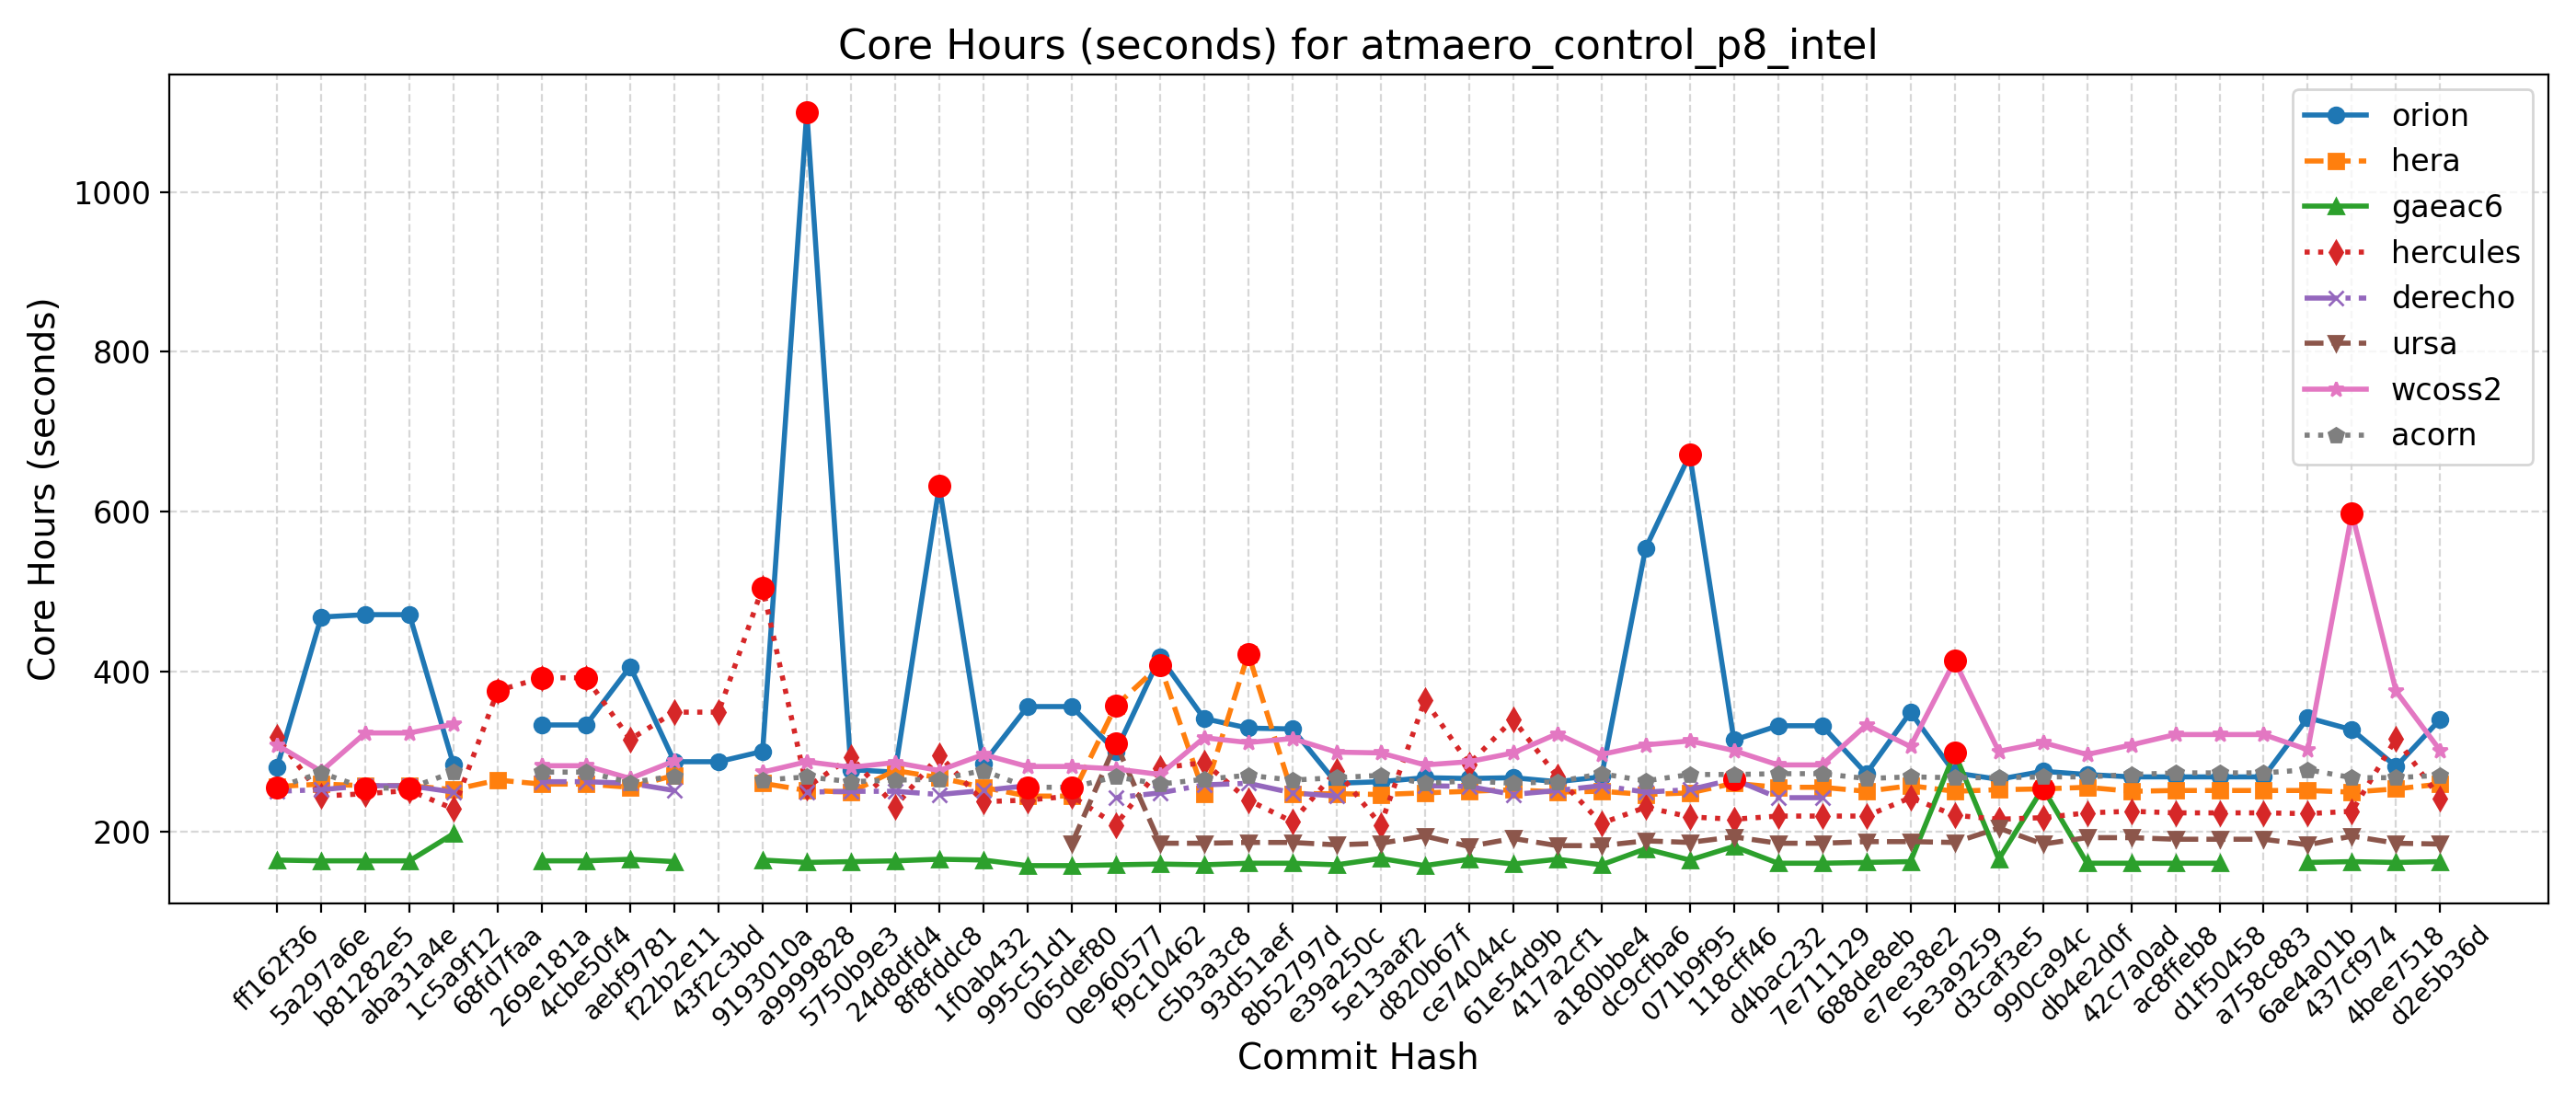 Core Hours (seconds) for atmaero_control_p8_intel
Core Hours (seconds)
1000
800
600
400
200
orion
hera
gaeac6
hercules
derecho
ursa
wcoss2
acorn
ff162f36
5a297a6e
b81282e5
aba31a4e
1c5a9f12
68fd7faa
269e181a
4cbe50f4
aebf9781
f22b2e11
43f2c3bd
9193010a
a9999828
5750b9e3
24d8dfd4
8f8fddc8
1f0ab432
995c51d1
065def80
0e960577
f9c10462
c5b3a3c8
93d51aef
8b52797d
e39a250c
5e13aaf2
d820b67f
ce74044c
61e54d9b
417a2cf1
a180bbe4
dc9cfba6
071b9f95
118cff46
d4bac232
7e711129
688de8eb
e7ee38e2
5e3a9259
d3caf3e5
990ca94c
db4e2d0f
42c7a0ad
ac8ffeb8
d1f50458
a758c883
6ae4a01b
437cf974
4bee7518
d2e5b36d
Commit Hash